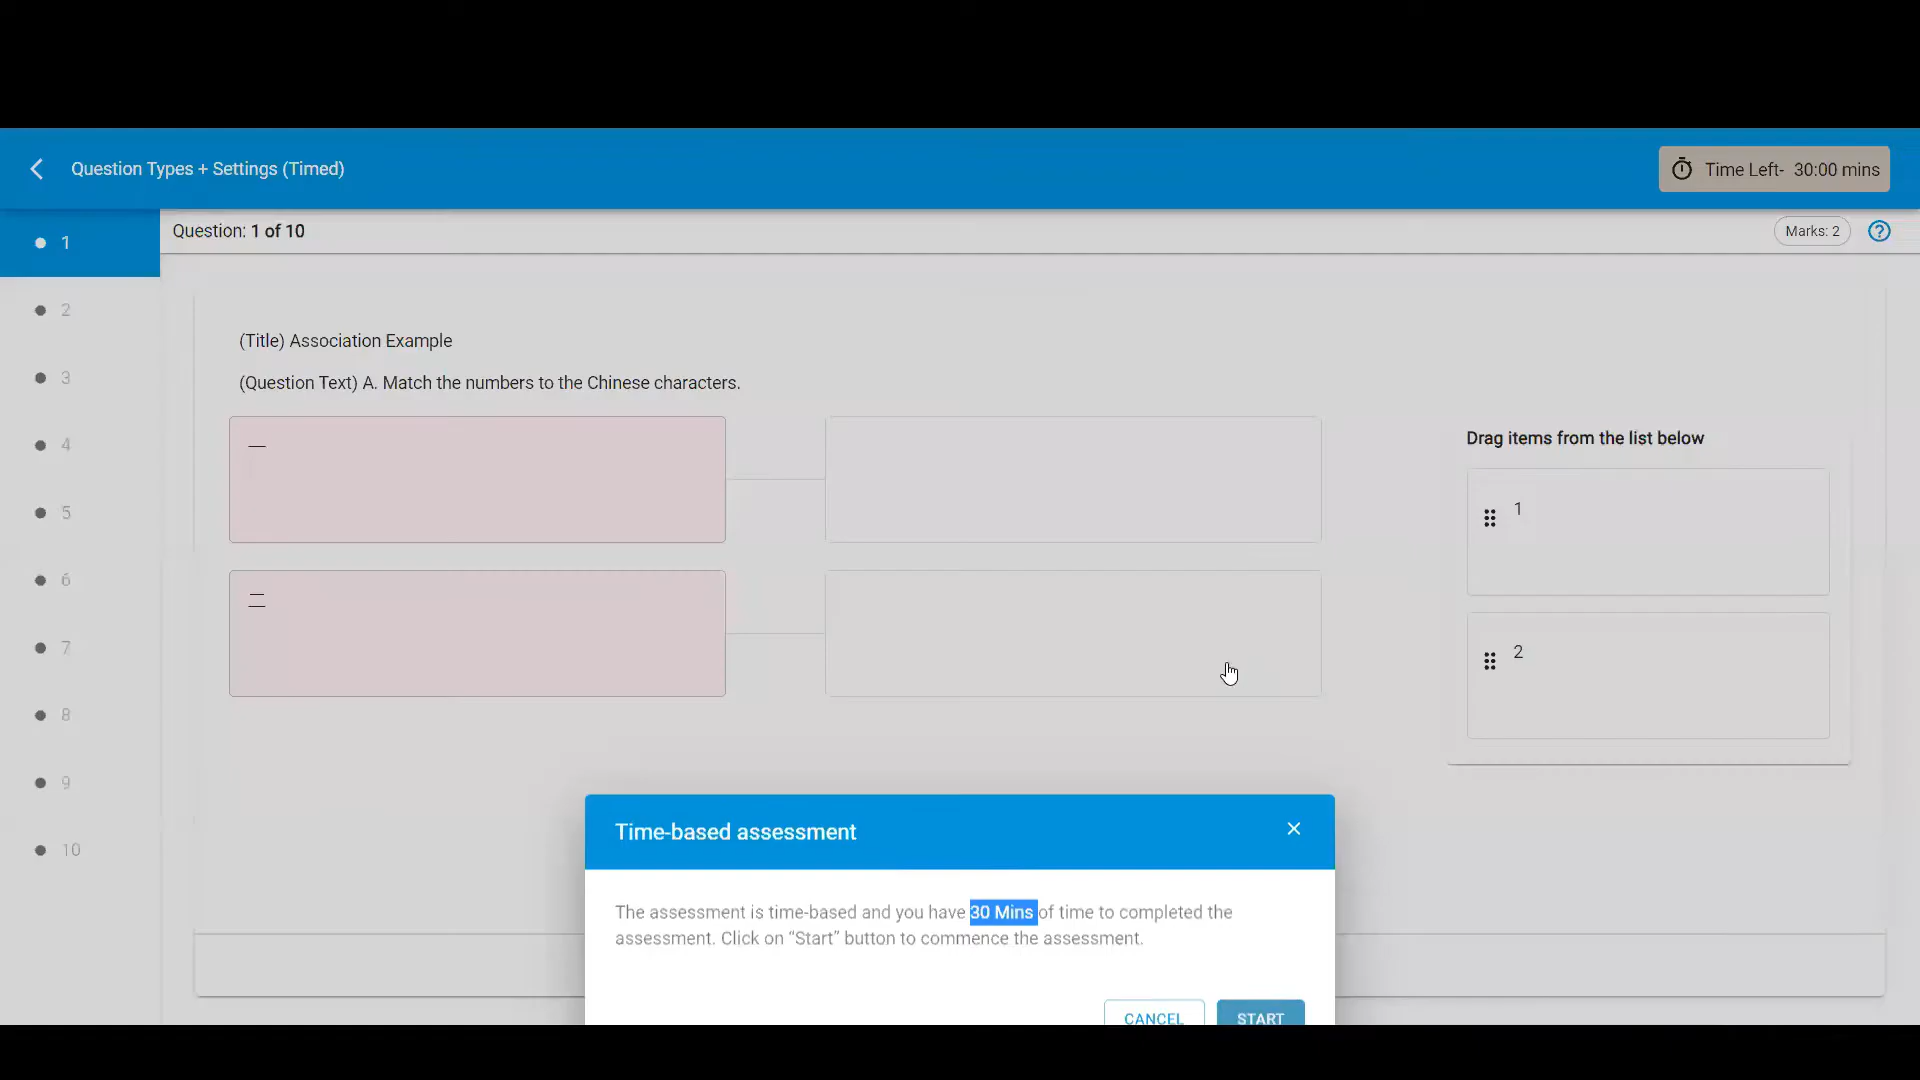 Question Types + Settings (Timed)
Time Left- 30:00 mins
Question: 1 of 10
Marks: 2
1
2
3
4
5
6
7
8
9
10
(Title) Association Example
(Question Text) A. Match the numbers to the Chinese characters.
一
二
Drag items from the list below
1
2
Time-based assessment
The assessment is time-based and you have 30 Mins of time to completed the
assessment. Click on “Start” button to commence the assessment.
CANCEL
START